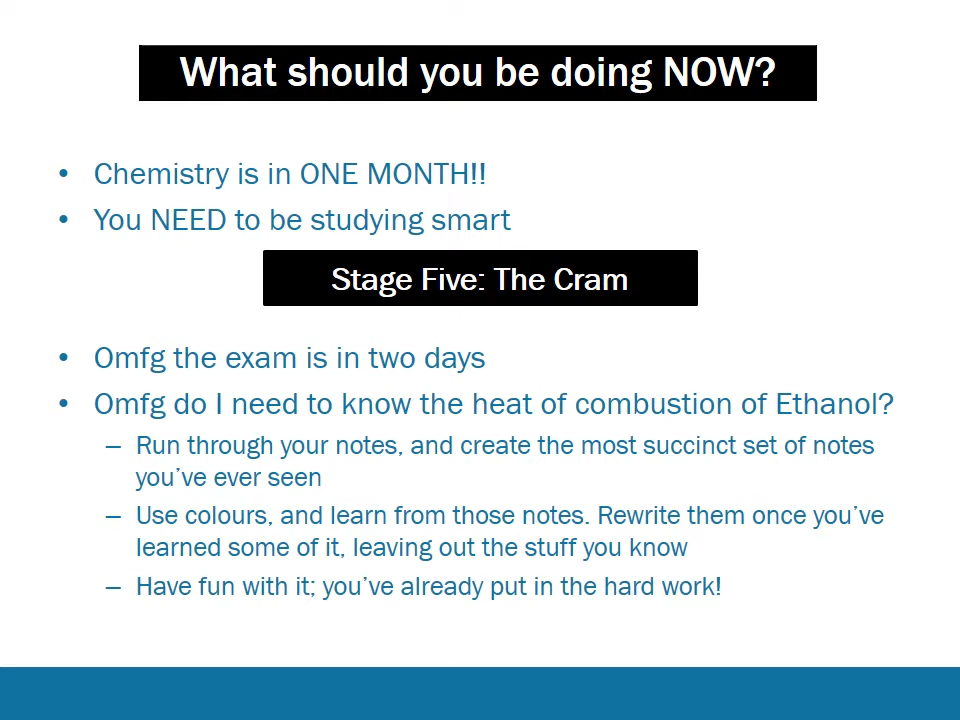 What should you be doing NOW?
• Chemistry is in ONE MONTH!!
• You NEED to be studying smart
Stage Five: The Cram
• Omfg the exam is in two days
• Omfg do I need to know the heat of combustion of Ethanol?
– Run through your notes, and create the most succinct set of notes
you've ever seen
– Use colours, and learn from those notes. Rewrite them once you've
learned some of it, leaving out the stuff you know
– Have fun with it; you've already put in the hard work!